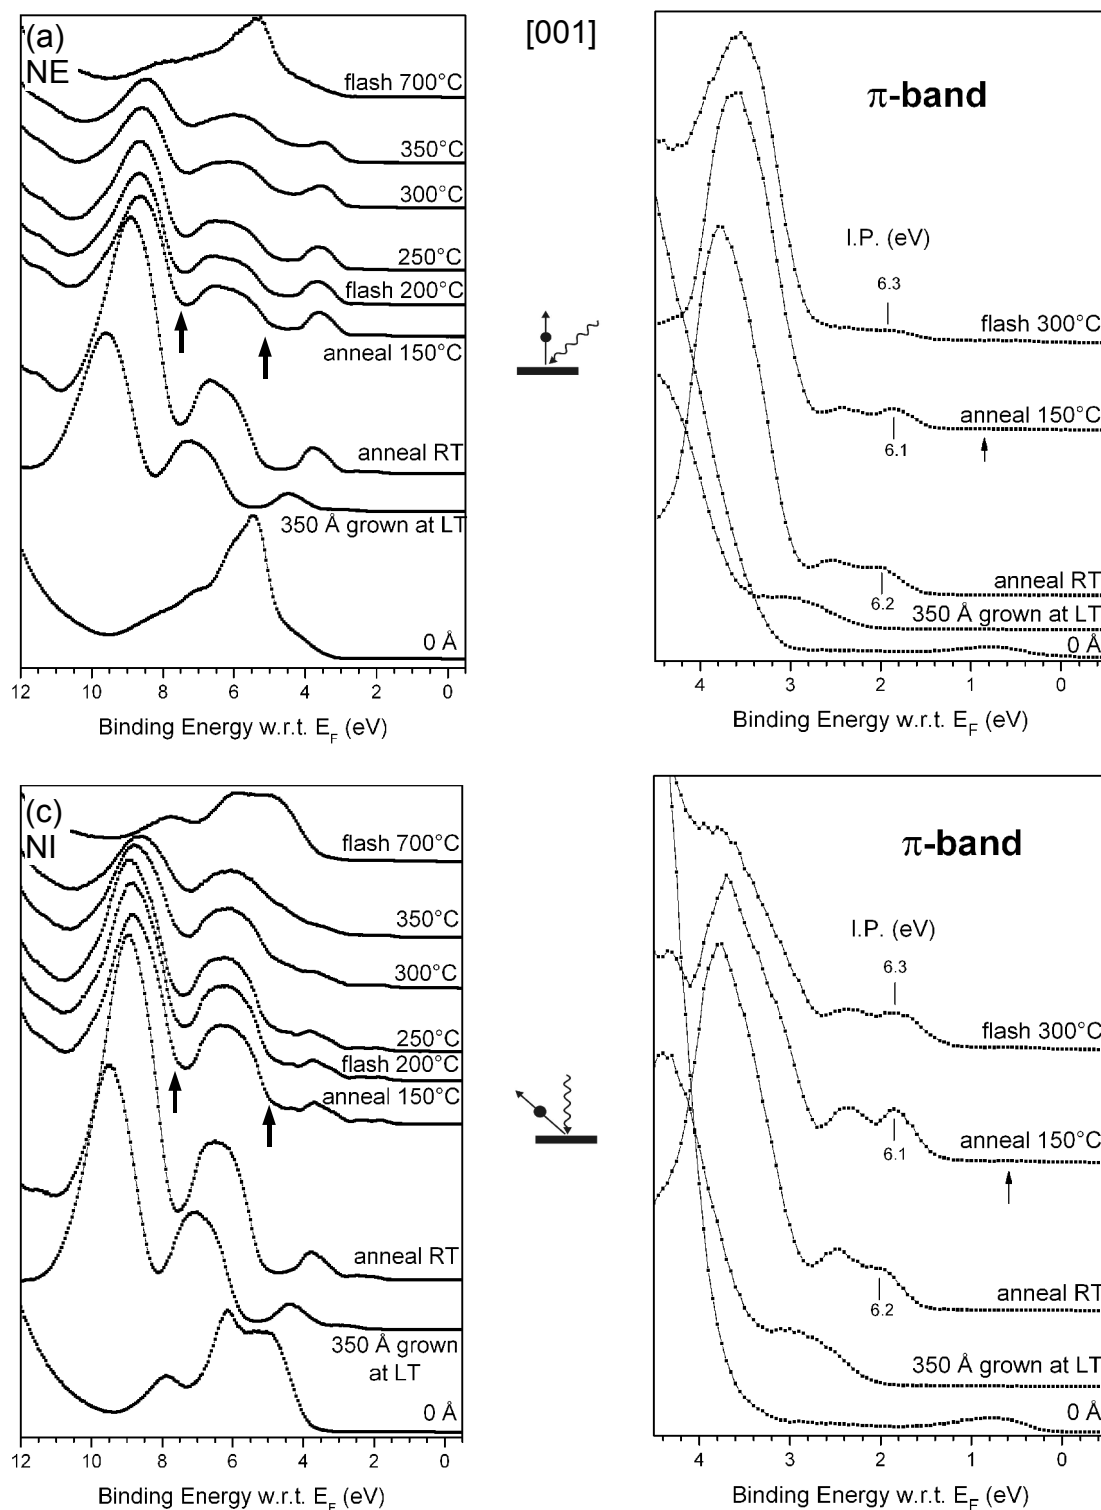 (a)
NE
[001]
flash 700°C
350°C
300°C
250°C
flash 200°C
anneal 150°C
anneal RT
350 Å grown at LT
0 Å
12 10 8 6 4 2 0
Binding Energy w.r.t. E_F (eV)
π-band
I.P. (eV)
6.3
flash 300°C
anneal 150°C
6.1
anneal RT
6.2
350 Å grown at LT
0 Å
4 3 2 1 0
Binding Energy w.r.t. E_F (eV)
(c)
NI
flash 700°C
350°C
300°C
250°C
flash 200°C
anneal 150°C
anneal RT
350 Å grown
at LT
0 Å
12 10 8 6 4 2 0
Binding Energy w.r.t. E_F (eV)
π-band
I.P. (eV)
6.3
flash 300°C
anneal 150°C
6.1
anneal RT
6.2
350 Å grown at LT
0 Å
4 3 2 1 0
Binding Energy w.r.t. E_F (eV)